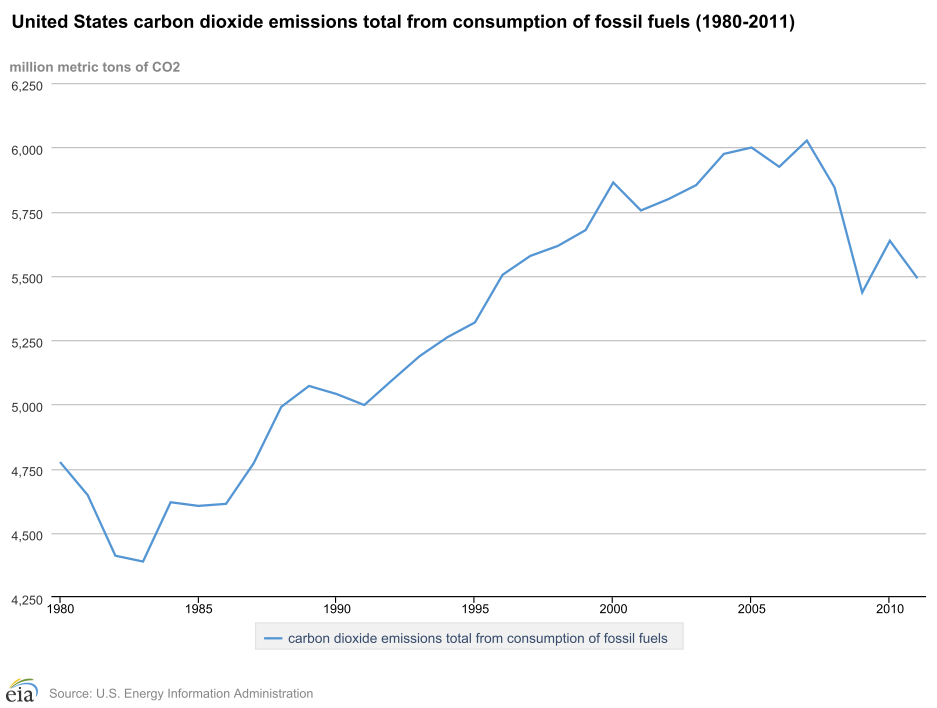 United States carbon dioxide emissions total from consumption of fossil fuels (1980-2011)
million metric tons of CO2
6,250
6,000
5,750
5,500
5,250
5,000
4,750
4,500
4,250
1980 1985 1990 1995 2000 2005 2010
carbon dioxide emissions total from consumption of fossil fuels
eia Source: U.S. Energy Information Administration